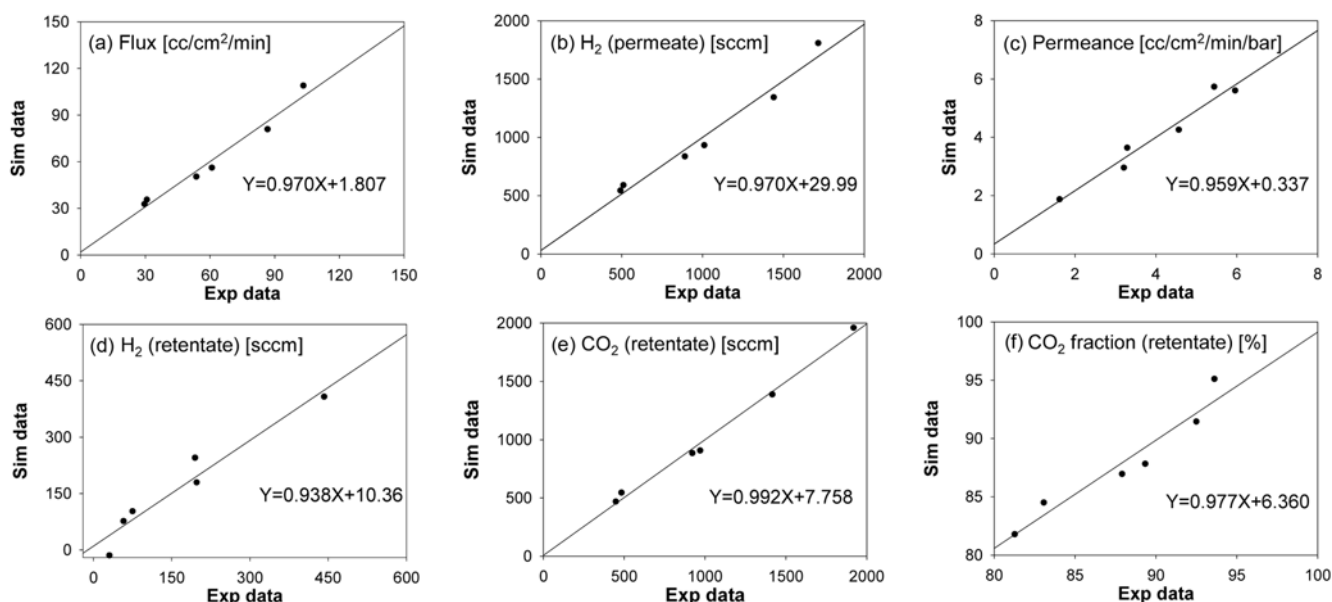 (a) Flux [cc/cm²/min]
Sim data
150
120
90
60
30
0
Y=0.970X+1.807
0 30 60 90 120 150
Exp data
(b) H₂ (permeate) [sccm]
Sim data
2000
1500
1000
500
0
Y=0.970X+29.99
0 500 1000 1500 2000
Exp data
(c) Permeance [cc/cm²/min/bar]
Sim data
8
6
4
2
0
Y=0.959X+0.337
0 2 4 6 8
Exp data
(d) H₂ (retentate) [sccm]
Sim data
600
450
300
150
0
Y=0.938X+10.36
0 150 300 450 600
Exp data
(e) CO₂ (retentate) [sccm]
Sim data
2000
1500
1000
500
0
Y=0.992X+7.758
0 500 1000 1500 2000
Exp data
(f) CO₂ fraction (retentate) [%]
Sim data
100
95
90
85
80
Y=0.977X+6.360
80 85 90 95 100
Exp data